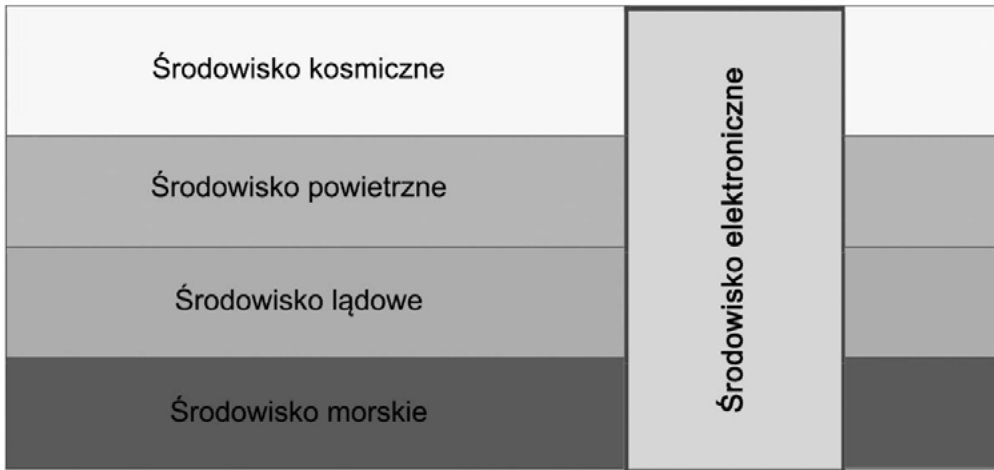 Środowisko kosmiczne
Środowisko powietrzne
Środowisko lądowe
Środowisko morskie
Środowisko elektroniczne